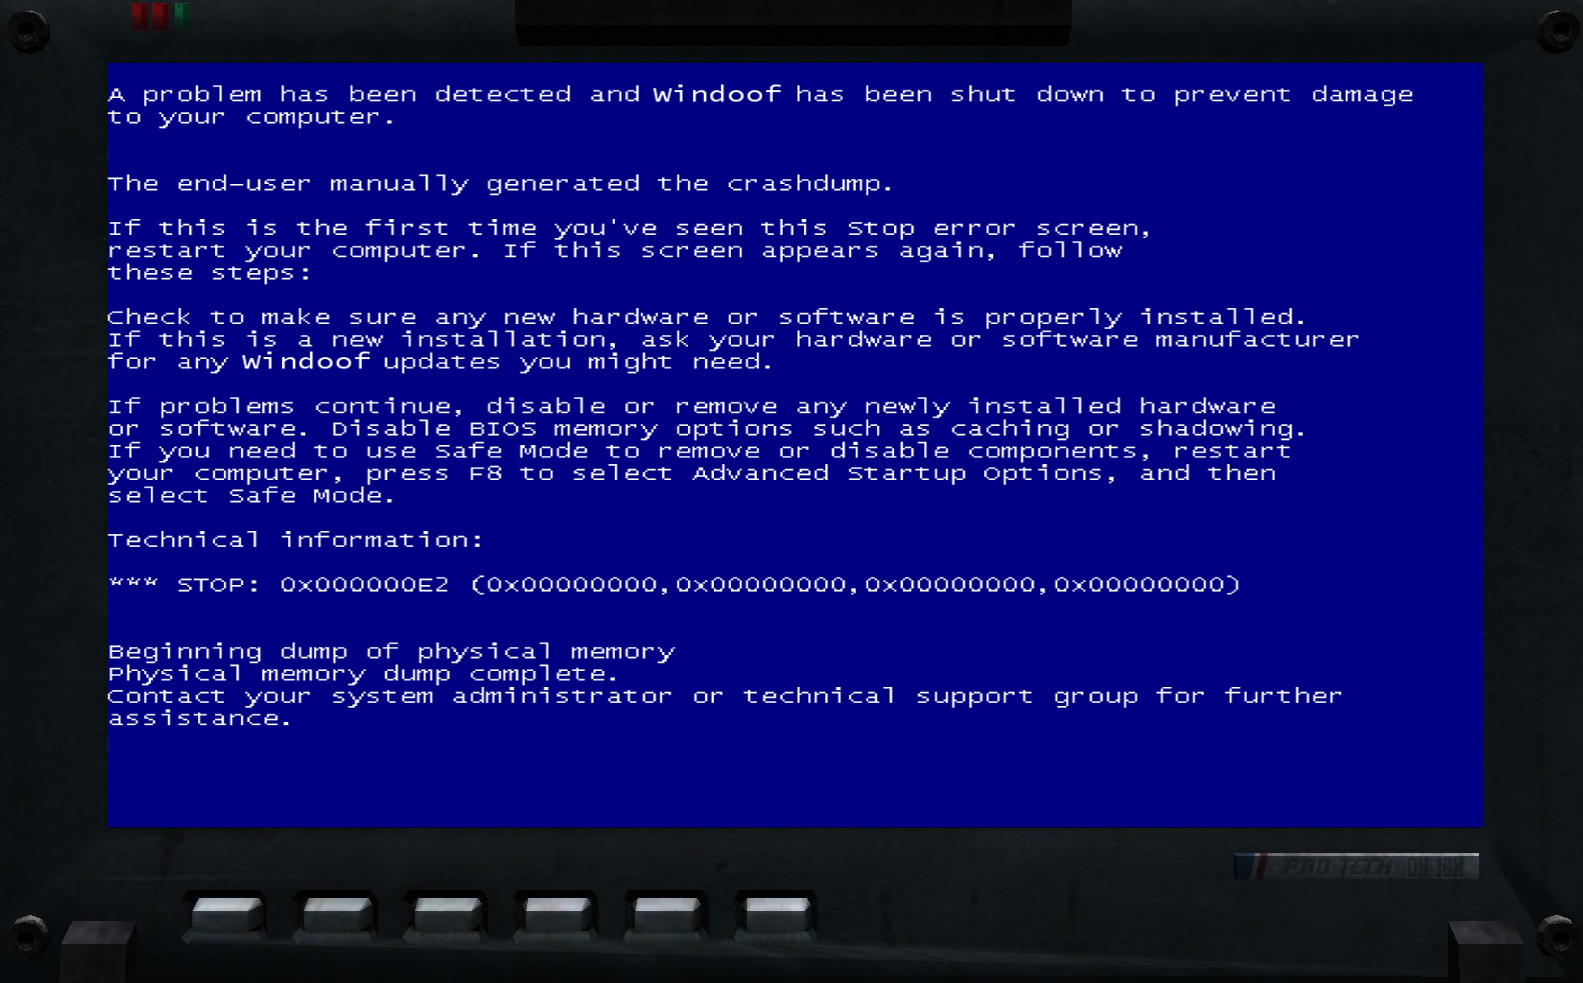 A problem has been detected and Windoof has been shut down to prevent damage
to your computer.
The end-user manually generated the crashdump.
If this is the first time you've seen this Stop error screen,
restart your computer. If this screen appears again, follow
these steps:
Check to make sure any new hardware or software is properly installed.
If this is a new installation, ask your hardware or software manufacturer
for any Windoof updates you might need.
If problems continue, disable or remove any newly installed hardware
or software. Disable BIOS memory options such as caching or shadowing.
If you need to use Safe Mode to remove or disable components, restart
your computer, press F8 to select Advanced Startup Options, and then
select Safe Mode.
Technical information:
*** STOP: 0x000000E2 (0x00000000,0x00000000,0x00000000,0x00000000)
Beginning dump of physical memory
Physical memory dump complete.
Contact your system administrator or technical support group for further
assistance.
PRO TECH